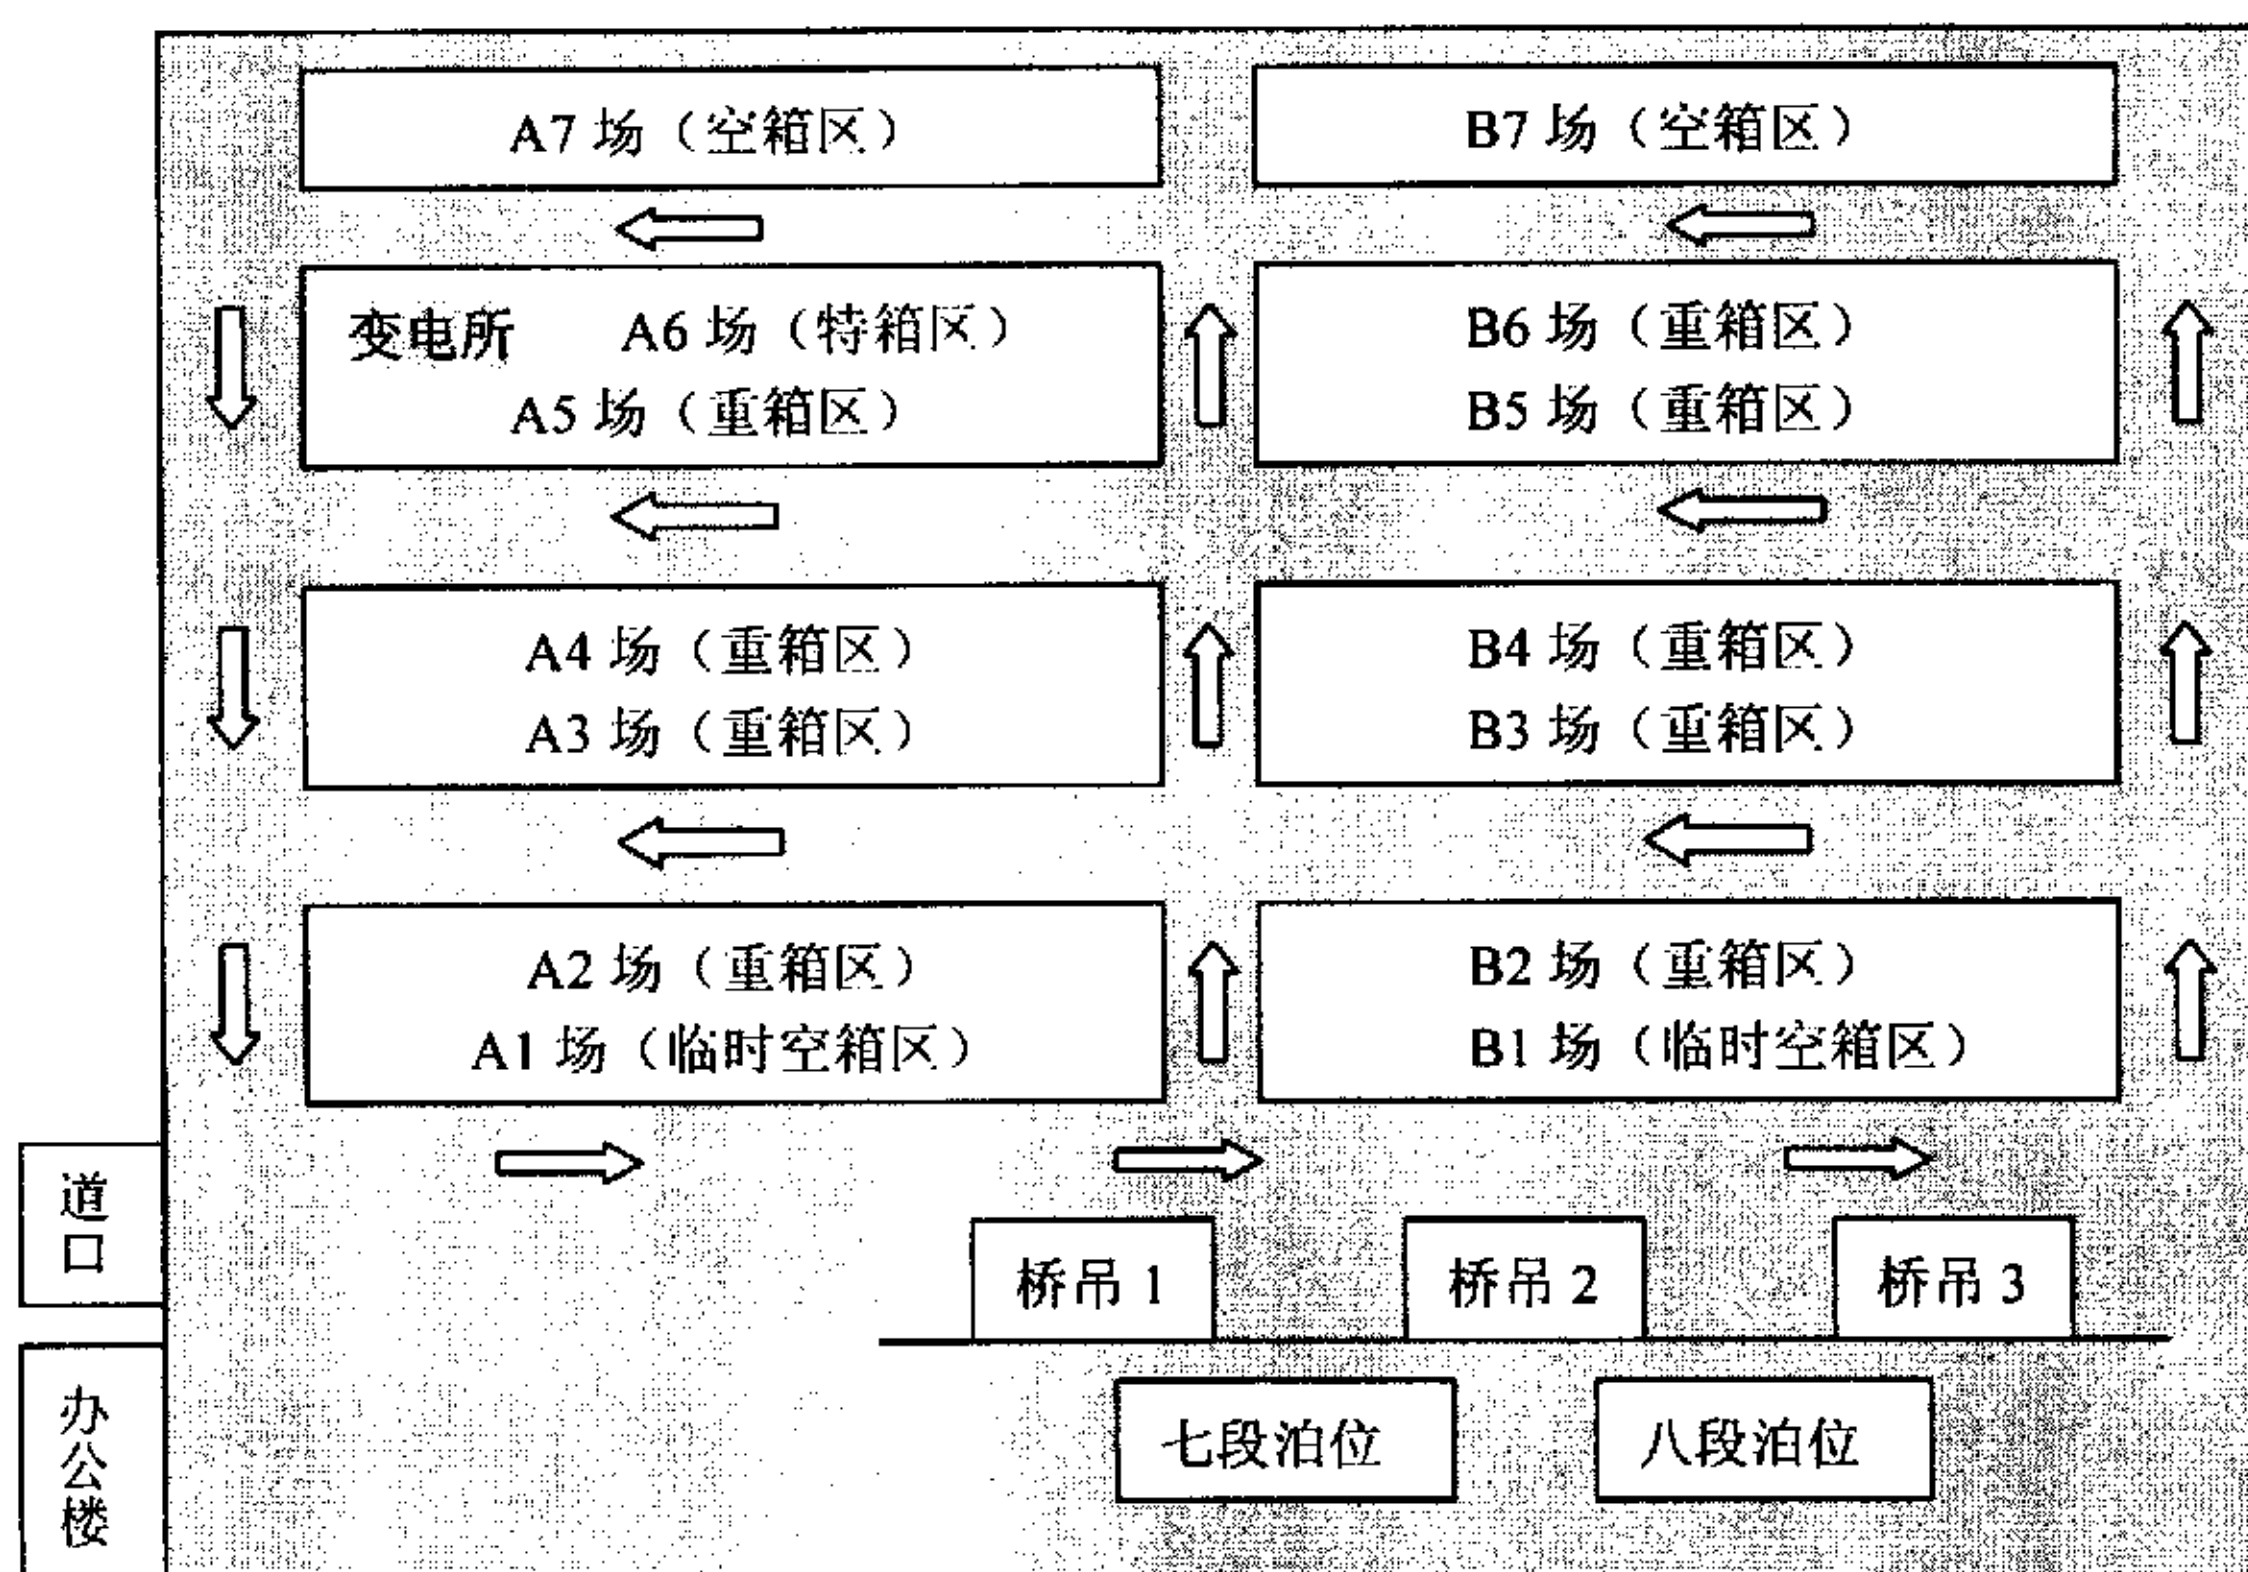 A7 场（空箱区）
B7 场（空箱区）
变电所 A6 场（特箱区）
A5 场（重箱区）
B6 场（重箱区）
B5 场（重箱区）
A4 场（重箱区）
A3 场（重箱区）
B4 场（重箱区）
B3 场（重箱区）
A2 场（重箱区）
A1 场（临时空箱区）
B2 场（重箱区）
B1 场（临时空箱区）
道口
桥吊 1
桥吊 2
桥吊 3
办公楼
七段泊位
八段泊位